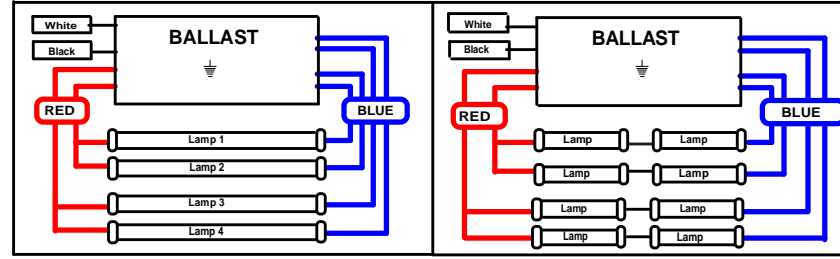 White
Black
BALLAST
RED
BLUE
Lamp 1
Lamp 2
Lamp 3
Lamp 4
White
Black
BALLAST
RED
BLUE
Lamp Lamp
Lamp Lamp
Lamp Lamp
Lamp Lamp